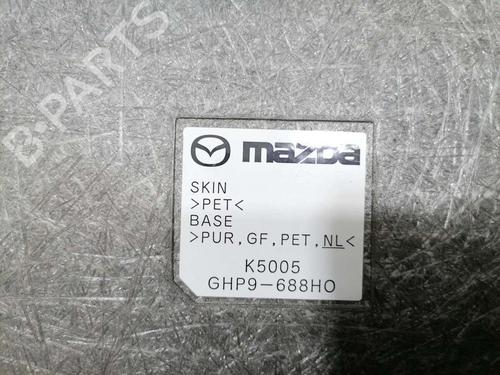 B-PARTS
mazda
SKIN
>PET<
BASE
>PUR,GF,PET,NL<
K5005
GHP9-688H0